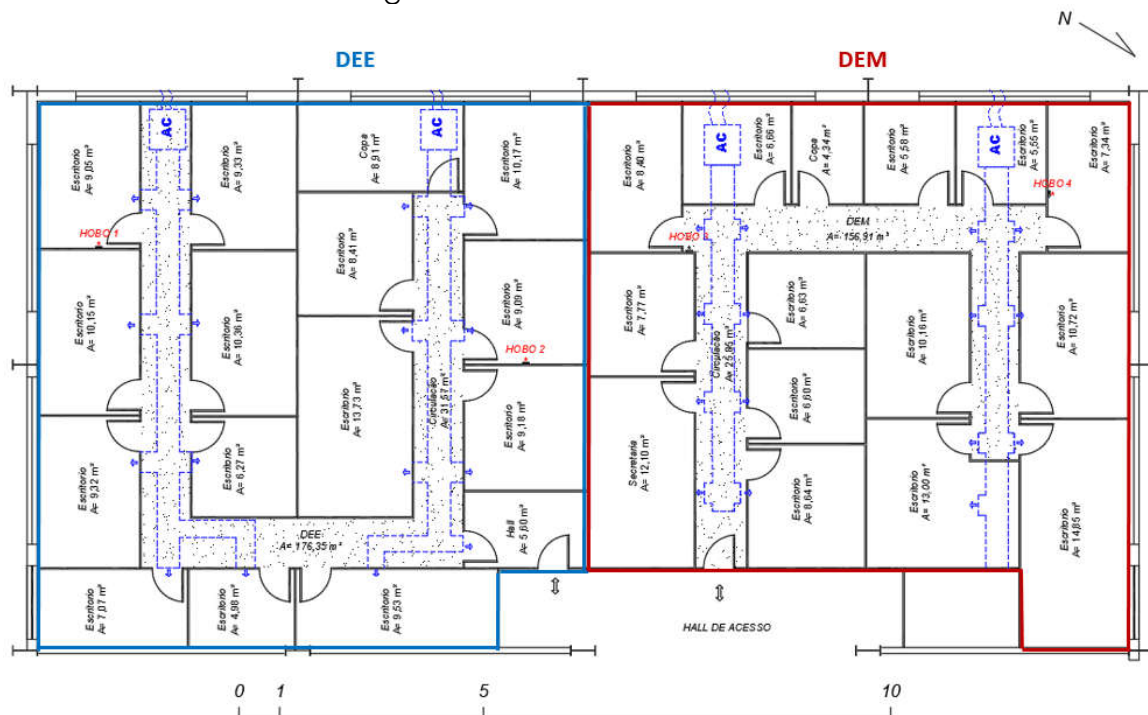 N
DEE
DEM
AC
AC
AC
AC
Escritorio
A= 9,05 m²
Escritorio
A= 9,33 m²
Copa
A= 8,91 m²
Escritorio
A= 10,17 m²
Escritorio
A= 8,40 m²
Escritorio
A= 6,66 m²
Copa
A= 4,34 m²
Escritorio
A= 5,58 m²
Escritorio
A= 5,55 m²
Escritorio
A= 7,34 m²
HOBO 1
HOBO 3
HOBO 4
DEM
A= 156,91 m²
Escritorio
A= 8,41 m²
Escritorio
A= 9,09 m²
Escritorio
A= 10,15 m²
Escritorio
A= 10,36 m²
Escritorio
A= 7,77 m²
Escritorio
A= 6,63 m²
Escritorio
A= 10,16 m²
Escritorio
A= 10,72 m²
HOBO 2
Escritorio
A= 13,73 m²
Circulacao
A= 31,57 m²
Circulacao
A= 25,95 m²
Escritorio
A= 9,18 m²
Escritorio
A= 6,60 m²
Escritorio
A= 9,32 m²
Escritorio
A= 6,27 m²
Secretaria
A= 12,10 m²
Escritorio
A= 8,64 m²
Escritorio
A= 13,00 m²
Escritorio
A= 14,85 m²
Hall
A= 5,60 m²
DEE
A= 176,35 m²
Escritorio
A= 7,07 m²
Escritorio
A= 4,98 m²
Escritorio
A= 9,53 m²
HALL DE ACESSO
0 1 5 10